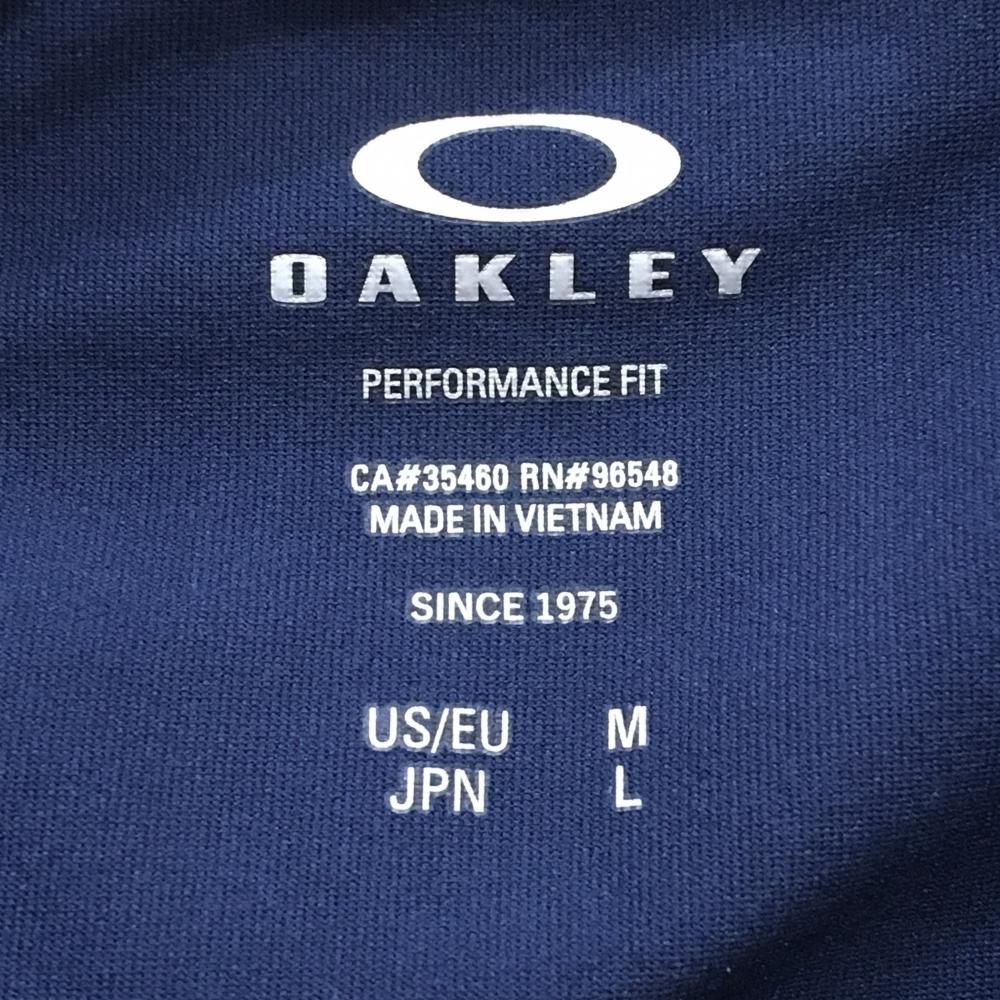 OAKLEY
PERFORMANCE FIT
CA#35460 RN#96548
MADE IN VIETNAM
SINCE 1975
US/EU M
JPN L